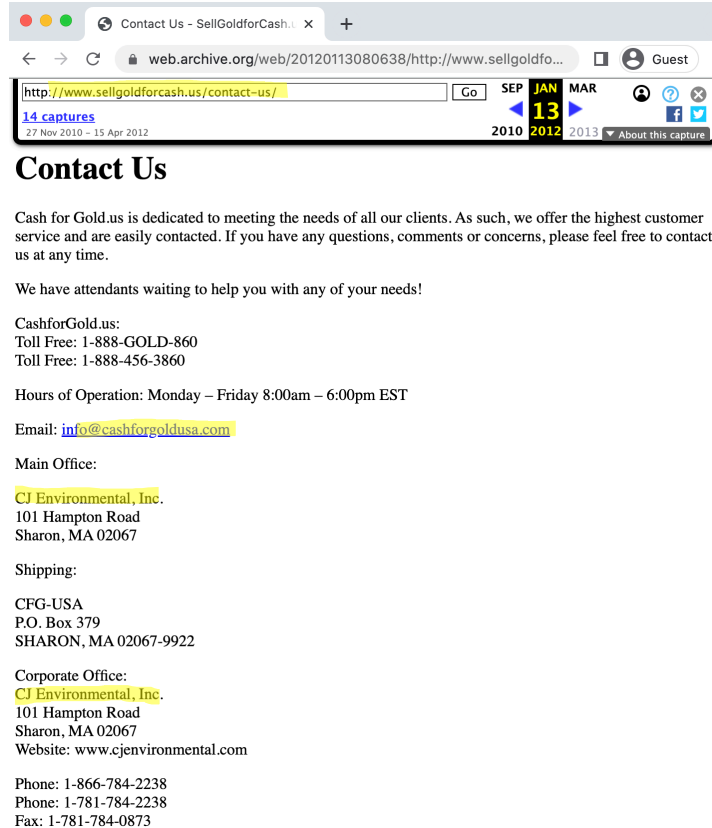 Contact Us - SellGoldforCash.u
web.archive.org/web/20120113080638/http://www.sellgoldfo...
Guest
http://www.sellgoldforcash.us/contact-us/
Go
SEP JAN MAR
14 captures
13
27 Nov 2010 – 15 Apr 2012
2010 2012 2013
About this capture
Contact Us
Cash for Gold.us is dedicated to meeting the needs of all our clients. As such, we offer the highest customer
service and are easily contacted. If you have any questions, comments or concerns, please feel free to contact
us at any time.
We have attendants waiting to help you with any of your needs!
CashforGold.us:
Toll Free: 1-888-GOLD-860
Toll Free: 1-888-456-3860
Hours of Operation: Monday – Friday 8:00am – 6:00pm EST
Email: info@cashforgoldusa.com
Main Office:
CJ Environmental, Inc.
101 Hampton Road
Sharon, MA 02067
Shipping:
CFG-USA
P.O. Box 379
SHARON, MA 02067-9922
Corporate Office:
CJ Environmental, Inc.
101 Hampton Road
Sharon, MA 02067
Website: www.cjenvironmental.com
Phone: 1-866-784-2238
Phone: 1-781-784-2238
Fax: 1-781-784-0873